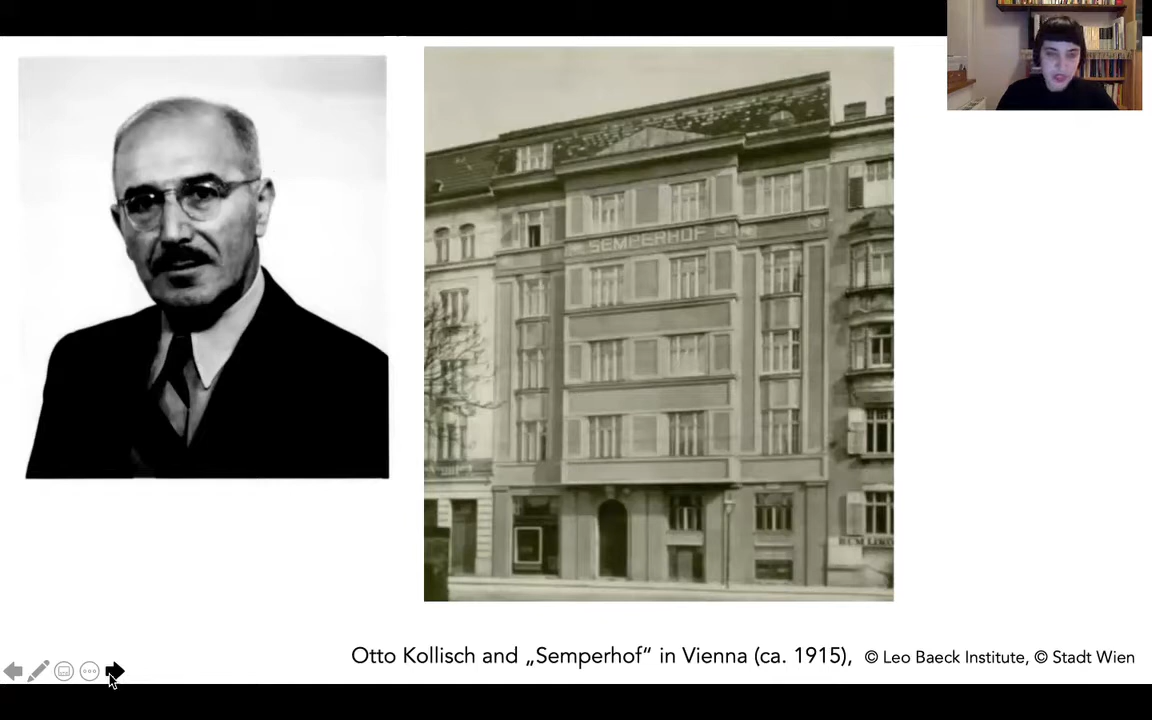 SEMPERHOF
Otto Kollisch and „Semperhof“ in Vienna (ca. 1915), © Leo Baeck Institute, © Stadt Wien